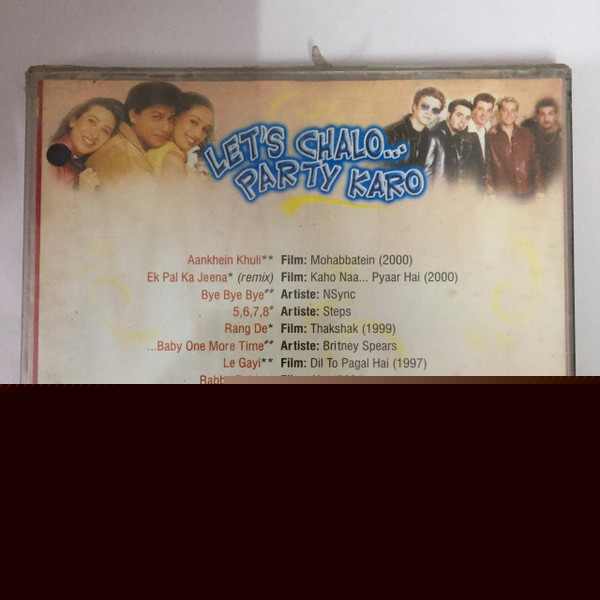 LET'S CHALO...
PARTY KARO
Aankhein Khuli** Film: Mohabbatein (2000)
Ek Pal Ka Jeena* (remix) Film: Kaho Naa... Pyaar Hai (2000)
Bye Bye Bye** Artiste: NSync
5,6,7,8* Artiste: Steps
Rang De* Film: Thakshak (1999)
...Baby One More Time** Artiste: Britney Spears
Le Gayi** Film: Dil To Pagal Hai (1997)